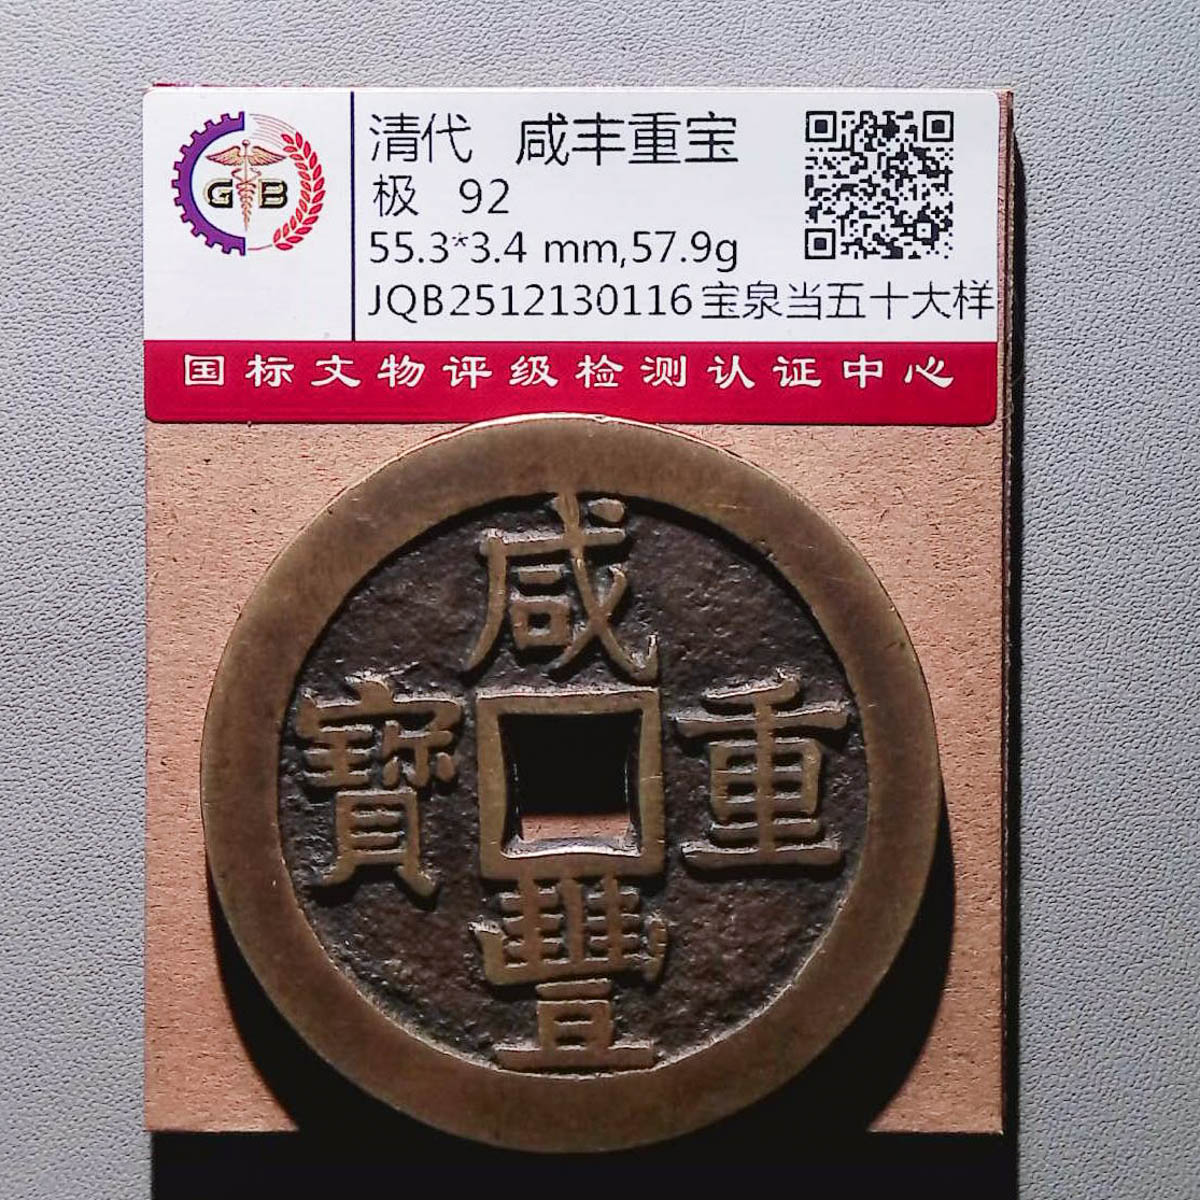 GB
清代 咸丰重宝
极 92
55.3*3.4 mm,57.9g
JQB2512130116 宝泉当五十大样
国标文物评级检测认证中心
咸
寶 重
豐